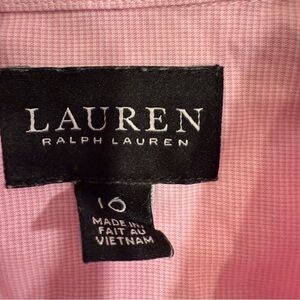 LAUREN
RALPH LAUREN
10
MADE IN/
FAIT AU
VIETNAM